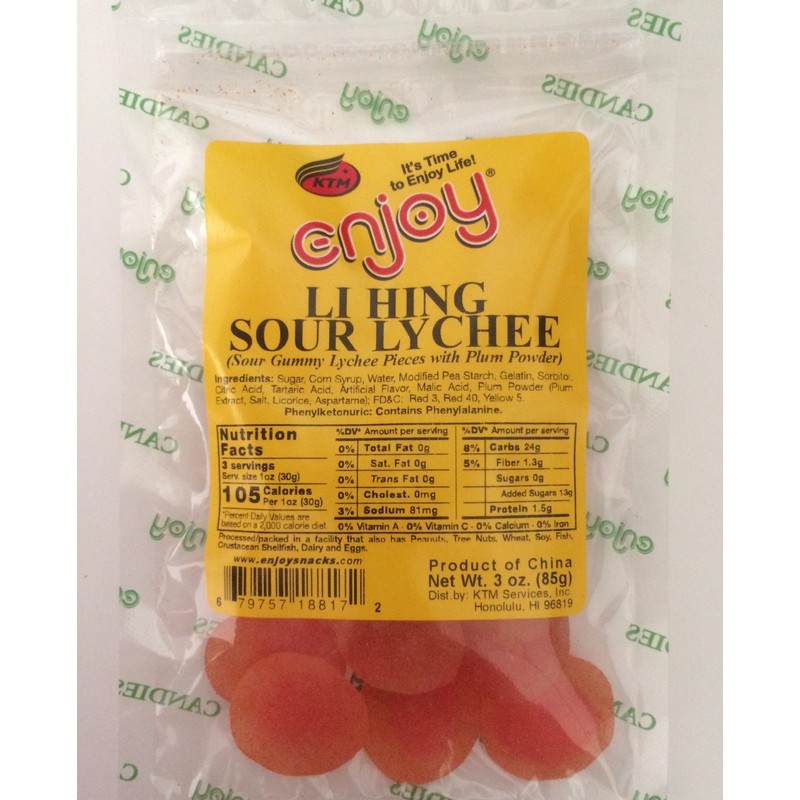 CANDIES
enjoy
KTM
It's Time
to Enjoy Life!
enjoy®
LI HING
SOUR LYCHEE
(Sour Gummy Lychee Pieces with Plum Powder)
Ingredients: Sugar, Corn Syrup, Water, Modified Pea Starch, Gelatin, Sorbitol,
Citric Acid, Tartaric Acid, Artificial Flavor, Malic Acid, Plum Powder (Plum
Extract, Salt, Licorice, Aspartame); FD&C: Red 3, Red 40, Yellow 5.
Phenylketonuric: Contains Phenylalanine.
Nutrition
Facts
3 servings
Serv. size 1oz (30g)
105 Calories
Per 1oz (30g)
*Percent Daily Values are
based on a 2,000 calorie diet.
%DV* Amount per serving
0% Total Fat 0g
0% Sat. Fat 0g
0% Trans Fat 0g
0% Cholest. 0mg
3% Sodium 81mg
%DV* Amount per serving
8% Carbs 24g
5% Fiber 1.3g
Sugars 0g
Added Sugars 13g
Protein 1.5g
0% Vitamin A · 0% Vitamin C · 0% Calcium · 0% Iron
Processed/packed in a facility that also has Peanuts, Tree Nuts, Wheat, Soy, Fish,
Crustacean Shellfish, Dairy and Eggs.
www.enjoysnacks.com
6 79757 18817 2
Product of China
Net Wt. 3 oz. (85g)
Dist.by: KTM Services, Inc.
Honolulu, HI 96819